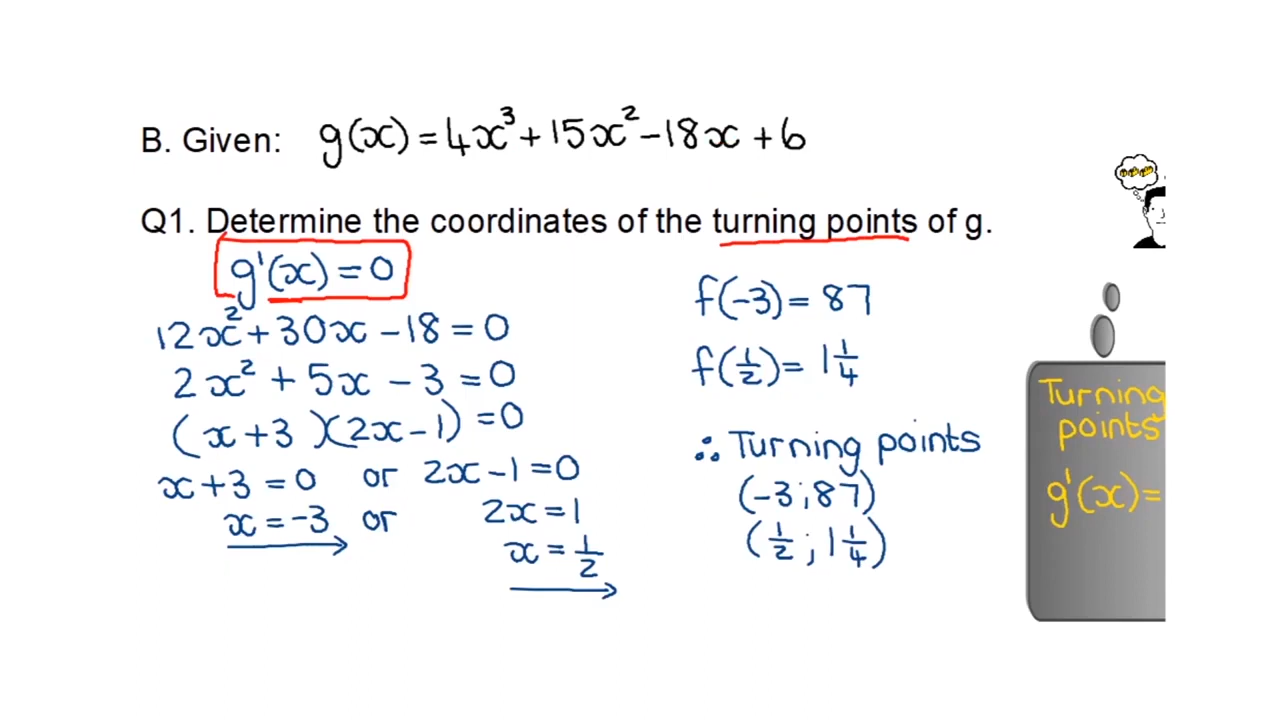 B. Given: g(x) = 4x³ + 15x² - 18x + 6
Q1. Determine the coordinates of the turning points of g.
g'(x) = 0
12x² + 30x - 18 = 0
2x² + 5x - 3 = 0
(x + 3)(2x - 1) = 0
x + 3 = 0 or 2x - 1 = 0
x = -3 or 2x = 1
x = 1/2
f(-3) = 87
f(1/2) = 1 1/4
∴ Turning points
(-3 ; 87)
(1/2 ; 1 1/4)
Turning
points
g'(x) =